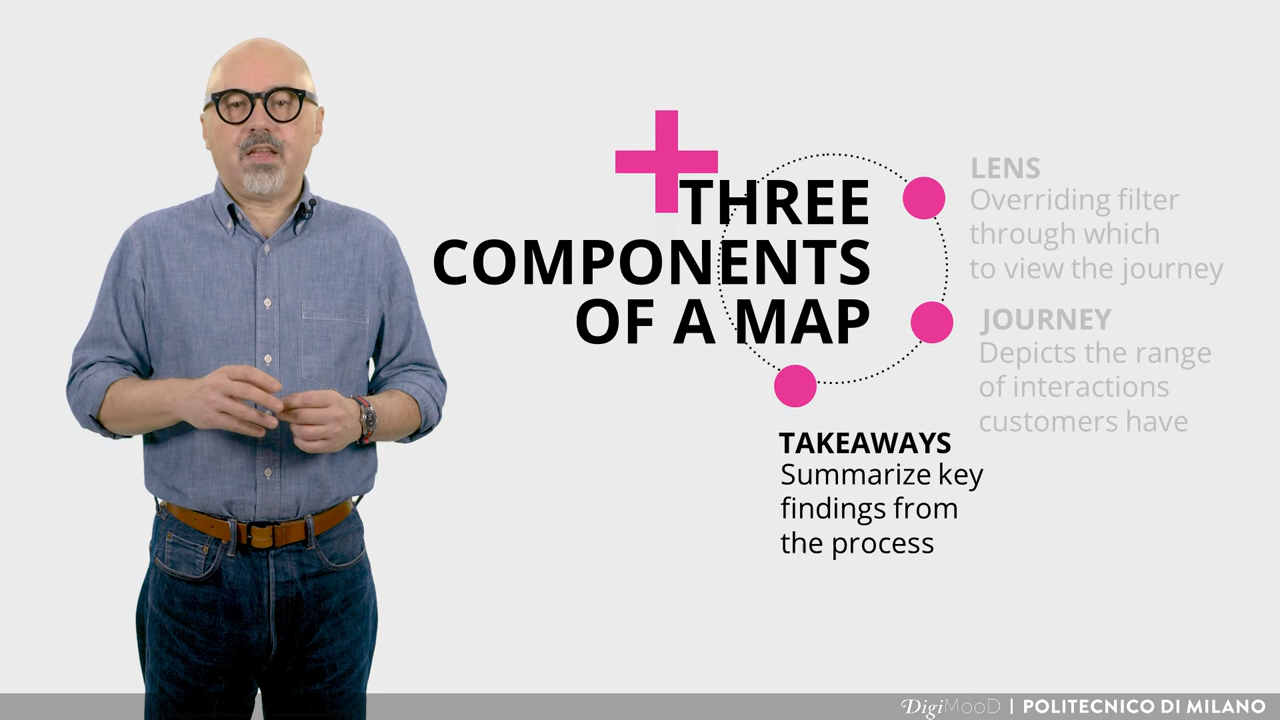 THREE
COMPONENTS
OF A MAP
LENS
Overriding filter
through which
to view the journey
JOURNEY
Depicts the range
of interactions
customers have
TAKEAWAYS
Summarize key
findings from
the process
DigiMooD | POLITECNICO DI MILANO